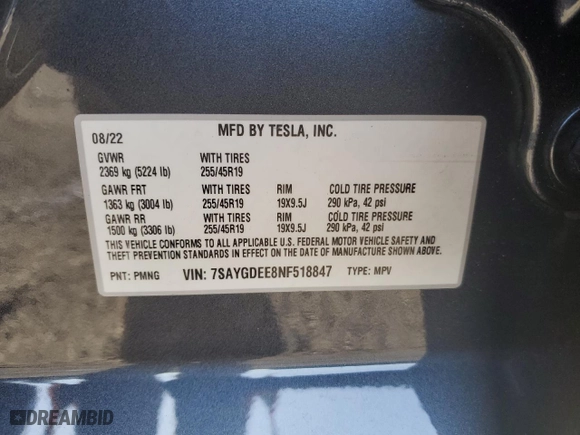 MFD BY TESLA, INC.
08/22
GVWR WITH TIRES
2369 kg (5224 lb) 255/45R19
GAWR FRT WITH TIRES RIM COLD TIRE PRESSURE
1363 kg (3004 lb) 255/45R19 19X9.5J 290 kPa, 42 psi
GAWR RR WITH TIRES RIM COLD TIRE PRESSURE
1500 kg (3306 lb) 255/45R19 19X9.5J 290 kPa, 42 psi
THIS VEHICLE CONFORMS TO ALL APPLICABLE U.S. FEDERAL MOTOR VEHICLE SAFETY AND
THEFT PREVENTION STANDARDS IN EFFECT ON THE DATE OF MANUFACTURE SHOWN ABOVE.
PNT: PMNG VIN: 7SAYGDEE8NF518847 TYPE: MPV
DREAMBID